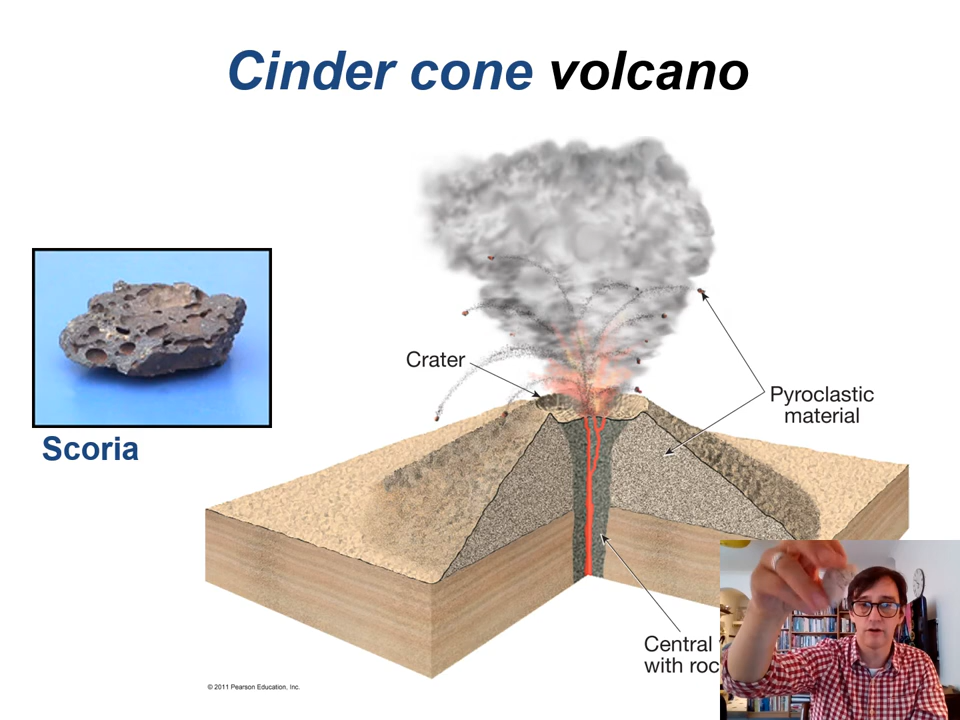 Cinder cone volcano
Crater
Pyroclastic
material
Scoria
Central
with roc
© 2011 Pearson Education, Inc.